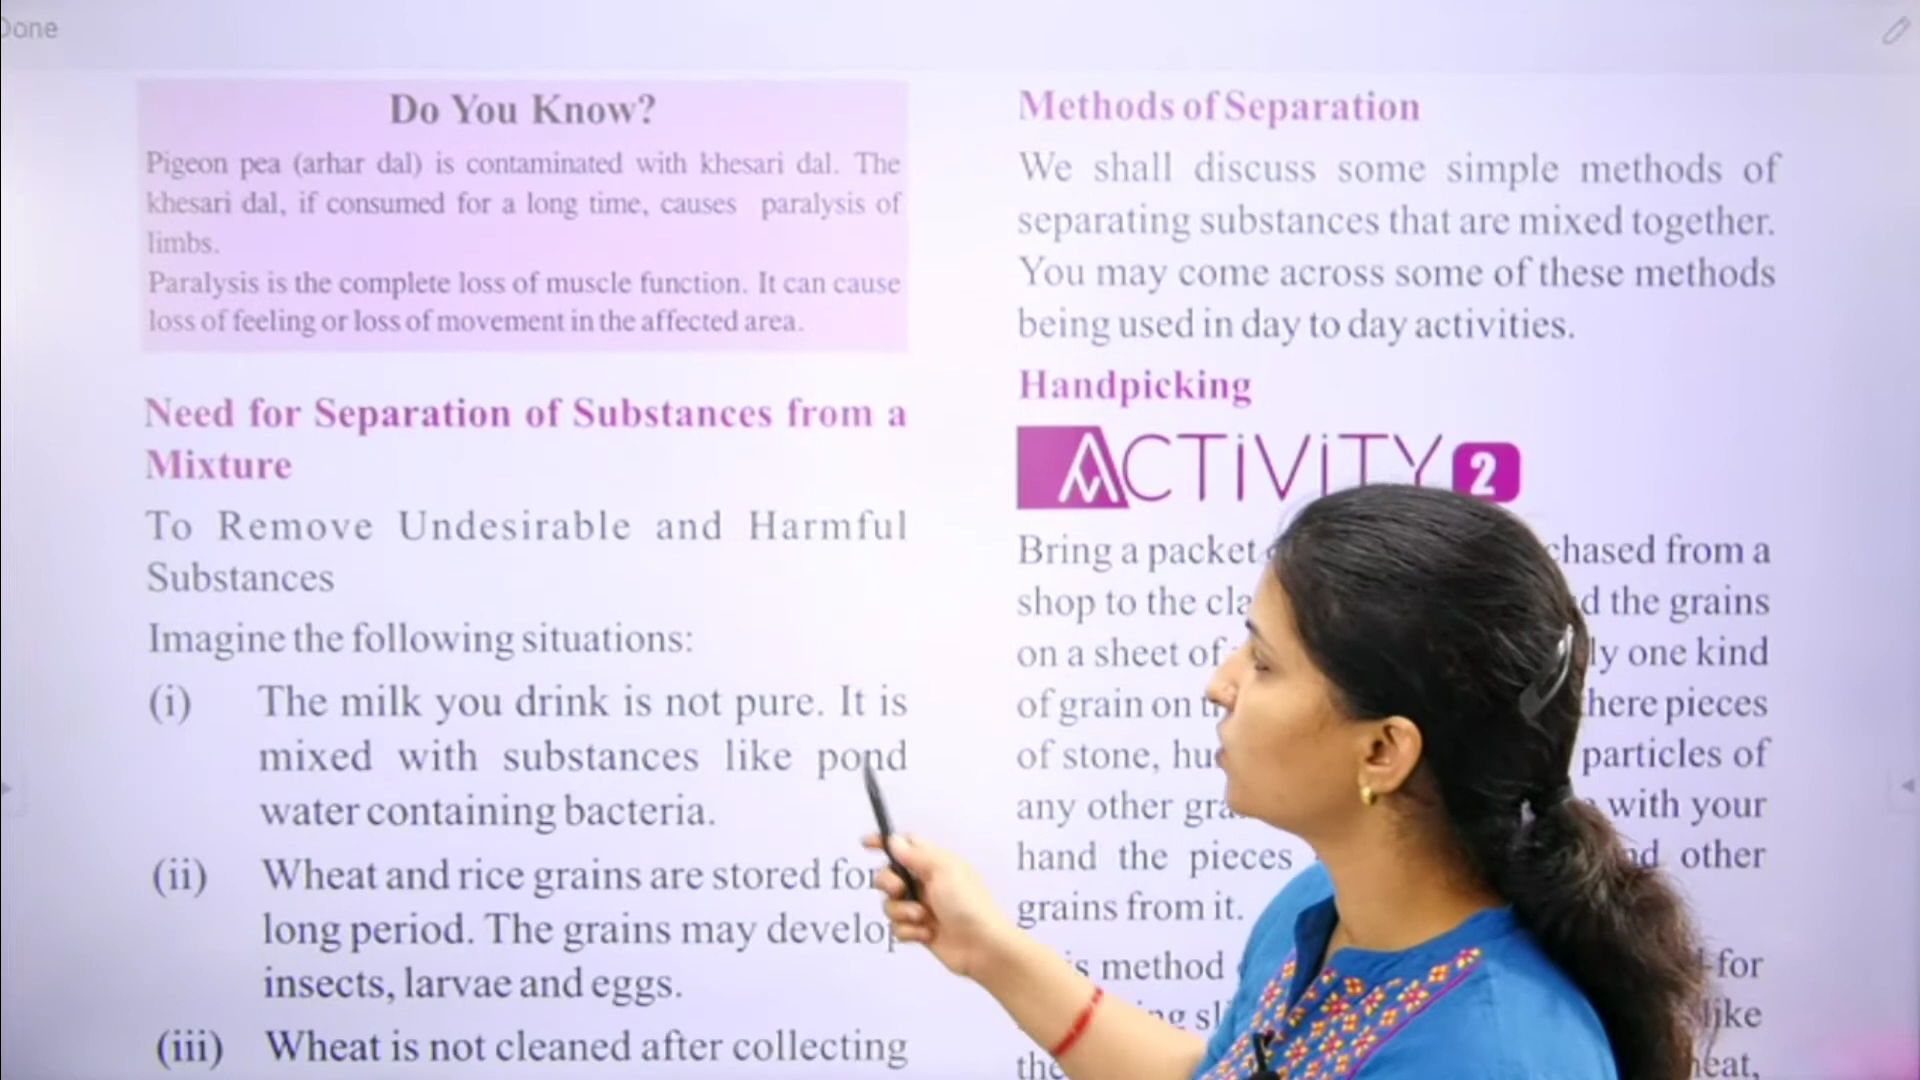 Done
Do You Know?
Pigeon pea (arhar dal) is contaminated with khesari dal. The
khesari dal, if consumed for a long time, causes paralysis of
limbs.
Paralysis is the complete loss of muscle function. It can cause
loss of feeling or loss of movement in the affected area.
Need for Separation of Substances from a
Mixture
To Remove Undesirable and Harmful
Substances
Imagine the following situations:
(i) The milk you drink is not pure. It is
mixed with substances like pond
water containing bacteria.
(ii) Wheat and rice grains are stored for
long period. The grains may develop
insects, larvae and eggs.
(iii) Wheat is not cleaned after collecting
Methods of Separation
We shall discuss some simple methods of
separating substances that are mixed together.
You may come across some of these methods
being used in day to day activities.
Handpicking
ACTiViTY 2
Bring a packet from a
shop to the the grains
on a sheet of one kind
of grain on pieces
of stone, particles of
any other with your
hand the pieces other
grains from it.
method for
like